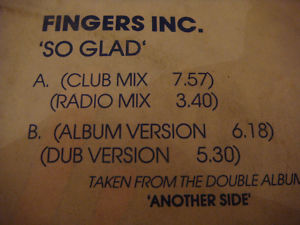 FINGERS INC.
'SO GLAD'
A. (CLUB MIX 7.57)
(RADIO MIX 3.40)
B. (ALBUM VERSION 6.18)
(DUB VERSION 5.30)
TAKEN FROM THE DOUBLE ALBUM
'ANOTHER SIDE'